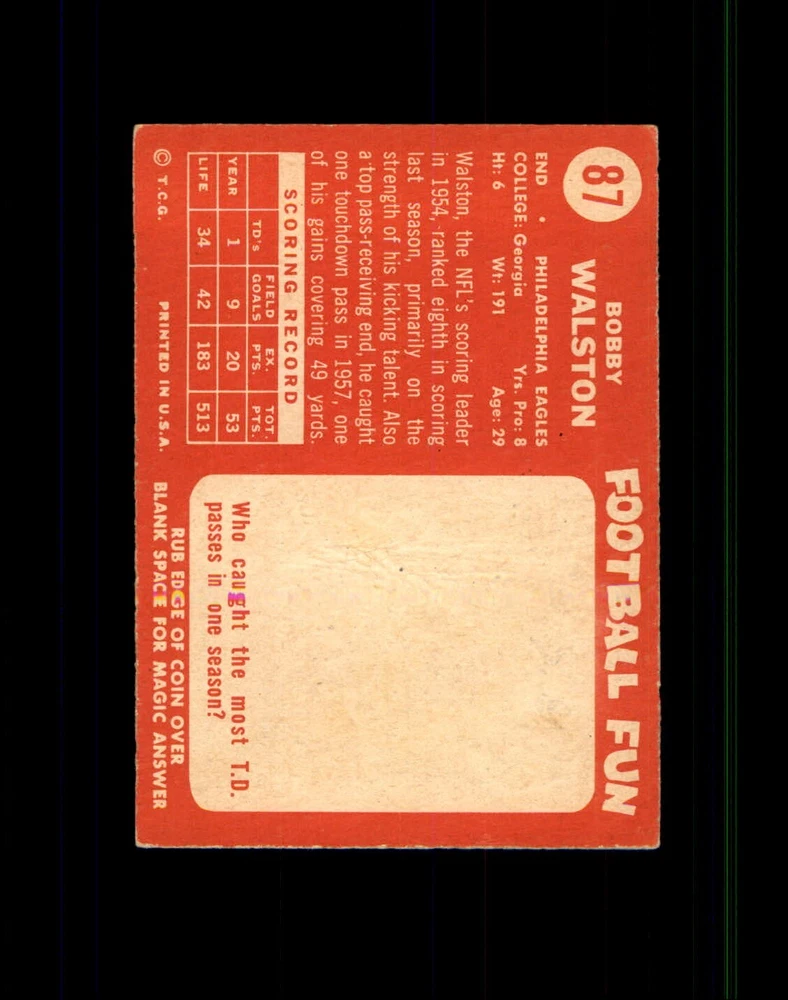 87
BOBBY
WALSTON
END • PHILADELPHIA EAGLES
COLLEGE: Georgia Yrs. Pro: 8
Ht: 6 Wt: 191 Age: 29
Walston, the NFL's scoring leader
in 1954, ranked eighth in scoring
last season, primarily on the
strength of his kicking talent. Also
a top pass-receiving end, he caught
one touchdown pass in 1957, one
of his gains covering 49 yards.
SCORING RECORD
TD's FIELD GOALS EX. PTS. TOT. PTS.
YEAR 1 9 20 53
LIFE 34 42 183 513
© T.C.G. PRINTED IN U.S.A.
FOOTBALL FUN
Who caught the most T.D.
passes in one season?
RUB EDGE OF COIN OVER
BLANK SPACE FOR MAGIC ANSWER